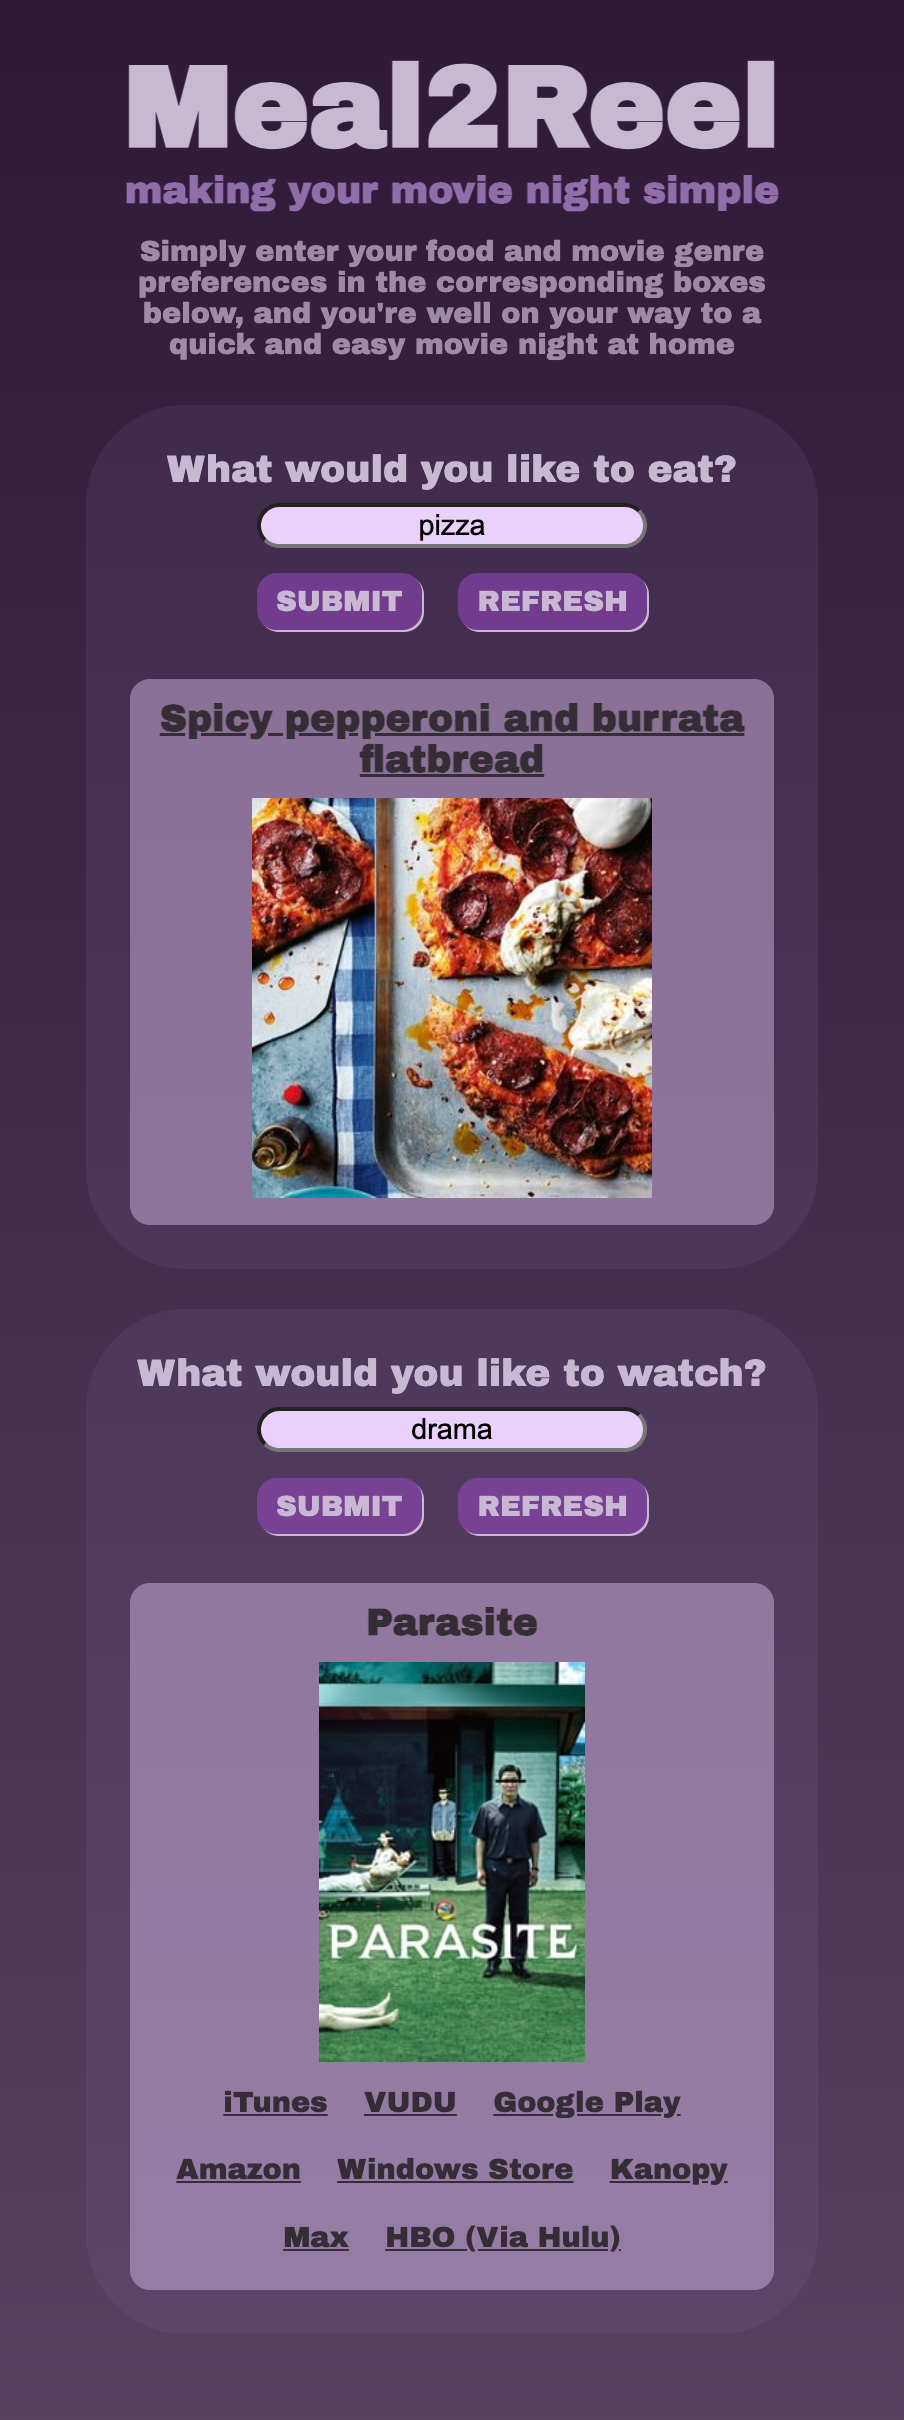 Meal2Reel
making your movie night simple
Simply enter your food and movie genre
preferences in the corresponding boxes
below, and you're well on your way to a
quick and easy movie night at home
What would you like to eat?
pizza
SUBMIT REFRESH
Spicy pepperoni and burrata
flatbread
What would you like to watch?
drama
SUBMIT REFRESH
Parasite
PARASITE
iTunes VUDU Google Play
Amazon Windows Store Kanopy
Max HBO (Via Hulu)